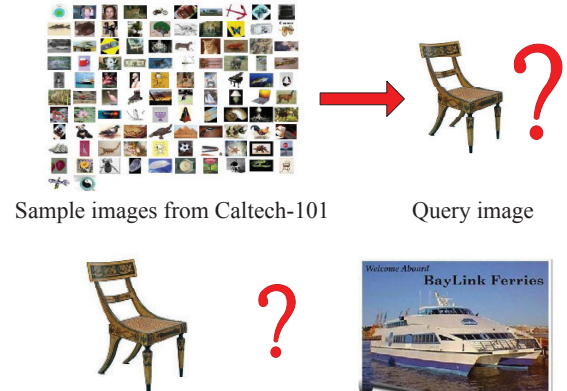 Sample images from Caltech-101
Query image
Welcome Aboard
BayLink Ferries